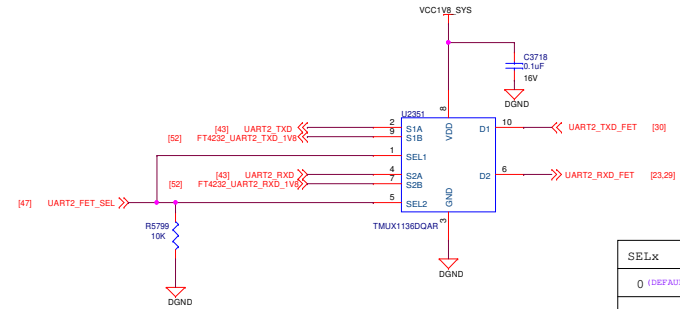 VCC1V8_SYS
C3718
0.1uF
16V
DGND
U2351
8
VDD
[43] UART2_TXD
2
S1A
D1
10
UART2_TXD_FET [30]
[52] FT4232_UART2_TXD_1V8
9
S1B
1
SEL1
[43] UART2_RXD
4
S2A
D2
6
UART2_RXD_FET [23,29]
[52] FT4232_UART2_RXD_1V8
7
S2B
[47] UART2_FET_SEL
5
SEL2
GND
3
R5799
10K
TMUX1136DQAR
DGND
DGND
SELx
0 (DEFAU